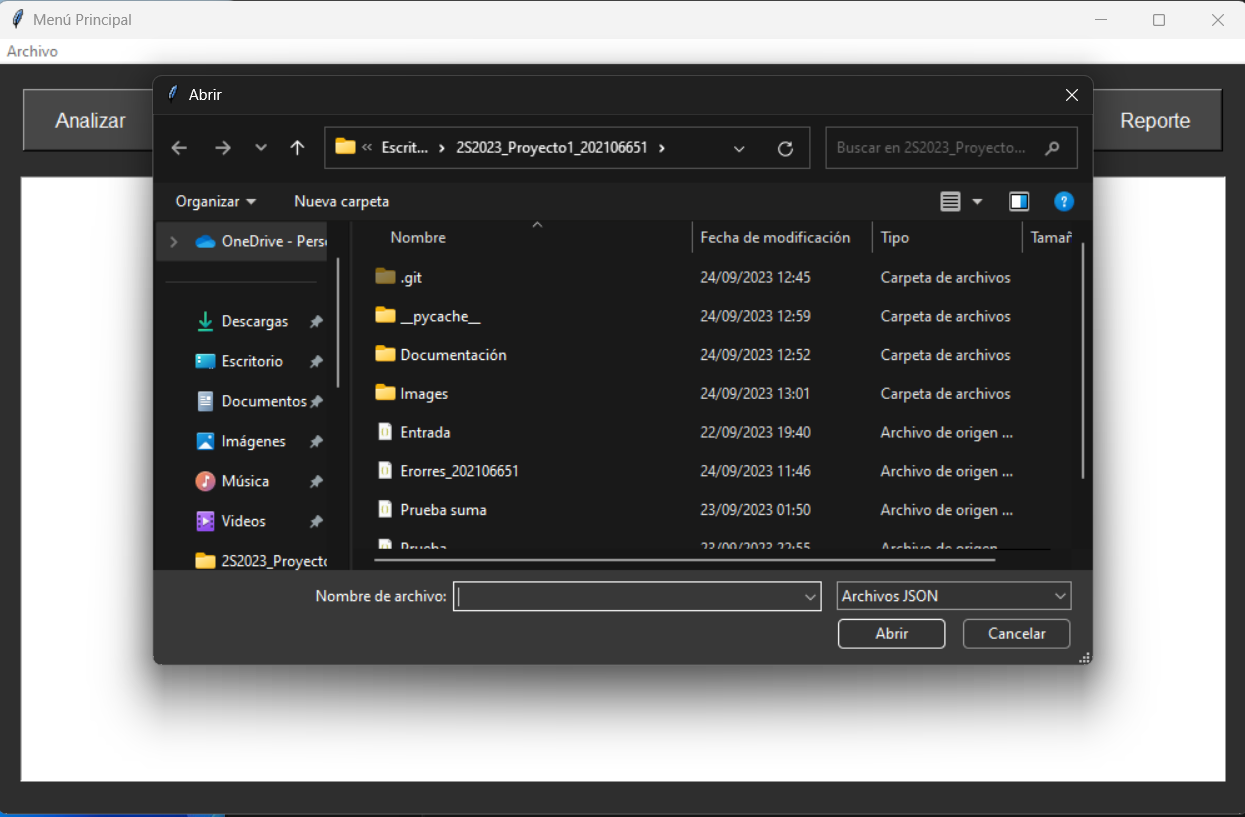 Menú Principal
Archivo
Analizar
Reporte
Abrir
« Escrit... › 2S2023_Proyecto1_202106651 ›
Buscar en 2S2023_Proyecto...
Organizar
Nueva carpeta
?
OneDrive - Pers
Descargas
Escritorio
Documentos
Imágenes
Música
Videos
2S2023_Proyecto
Nombre Fecha de modificación Tipo Tamañ
.git 24/09/2023 12:45 Carpeta de archivos
__pycache__ 24/09/2023 12:59 Carpeta de archivos
Documentación 24/09/2023 12:52 Carpeta de archivos
Images 24/09/2023 13:01 Carpeta de archivos
Entrada 22/09/2023 19:40 Archivo de origen ...
Erorres_202106651 24/09/2023 11:46 Archivo de origen ...
Prueba suma 23/09/2023 01:50 Archivo de origen ...
Prueba 23/09/2023 22:55 Archivo de origen
Nombre de archivo:
Archivos JSON
Abrir
Cancelar